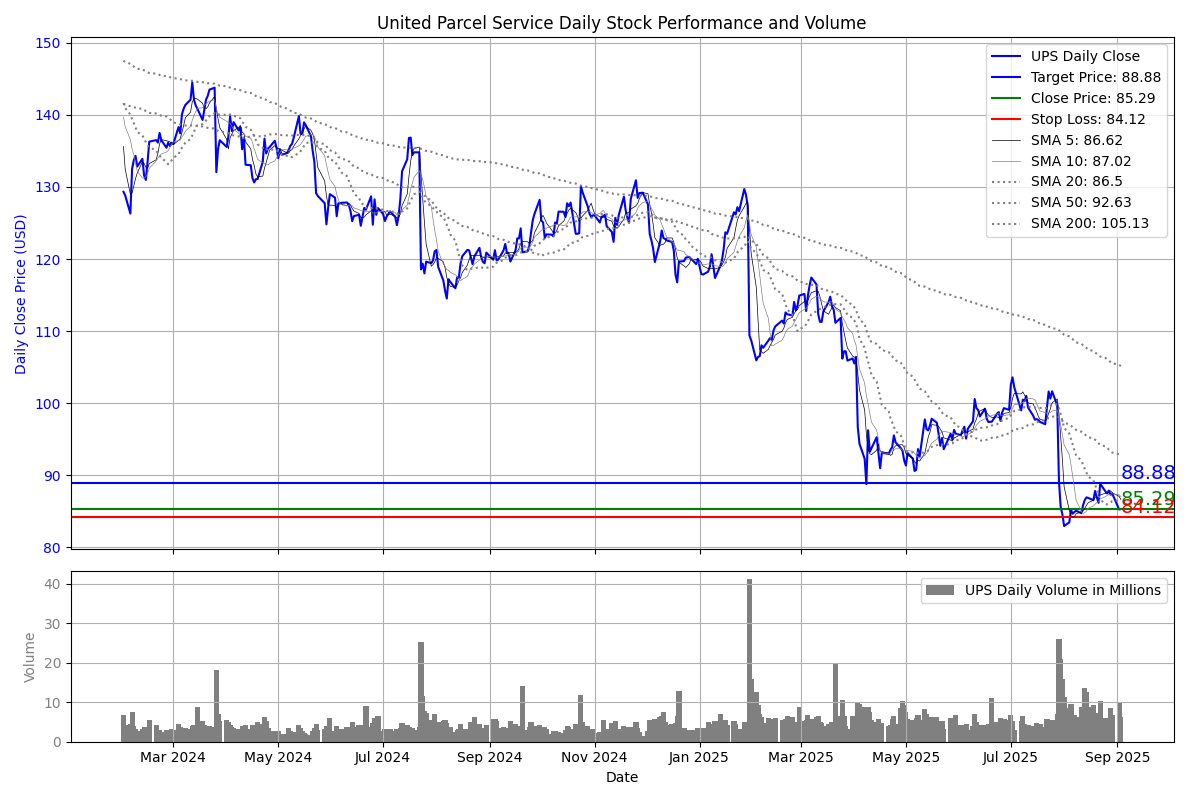 United Parcel Service Daily Stock Performance and Volume
150
140
130
120
110
100
90
80
Daily Close Price (USD)
UPS Daily Close
Target Price: 88.88
Close Price: 85.29
Stop Loss: 84.12
SMA 5: 86.62
SMA 10: 87.02
SMA 20: 86.5
SMA 50: 92.63
SMA 200: 105.13
88.88
85.29
84.12
40
30
20
10
0
Volume
UPS Daily Volume in Millions
Mar 2024 May 2024 Jul 2024 Sep 2024 Nov 2024 Jan 2025 Mar 2025 May 2025 Jul 2025 Sep 2025
Date